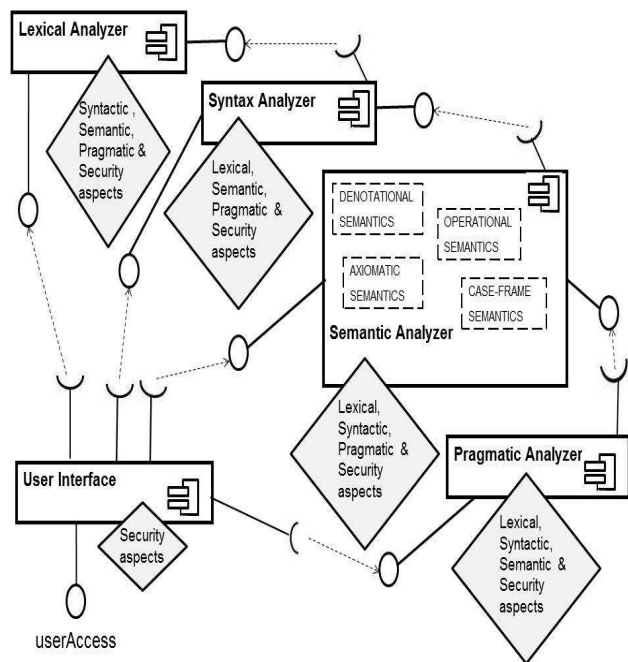 Lexical Analyzer
Syntactic ,
Semantic,
Pragmatic &
Security
aspects
Syntax Analyzer
Lexical,
Semantic,
Pragmatic &
Security
aspects
DENOTATIONAL
SEMANTICS
OPERATIONAL
SEMANTICS
AXIOMATIC
SEMANTICS
CASE-FRAME
SEMANTICS
Semantic Analyzer
Lexical,
Syntactic,
Pragmatic &
Security
aspects
Pragmatic Analyzer
Lexical,
Syntactic,
Semantic &
Security
aspects
User Interface
Security
aspects
userAccess